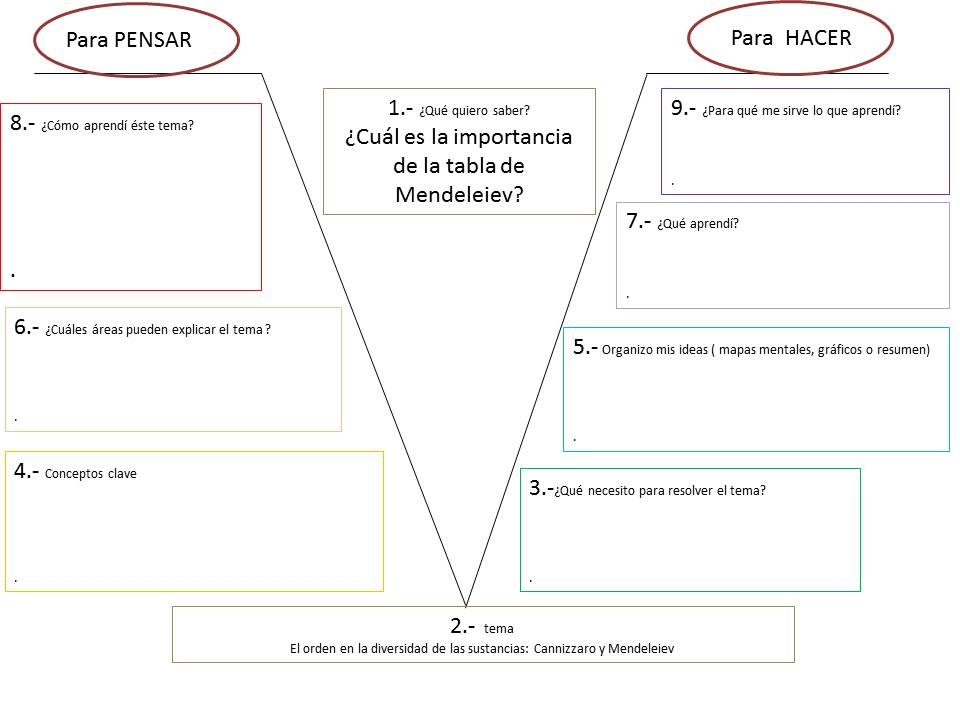 Para PENSAR
Para HACER
8.- ¿Cómo aprendí éste tema?
.
1.- ¿Qué quiero saber?
¿Cuál es la importancia
de la tabla de
Mendeleiev?
9.- ¿Para qué me sirve lo que aprendí?
.
7.- ¿Qué aprendí?
.
6.- ¿Cuáles áreas pueden explicar el tema ?
.
5.- Organizo mis ideas ( mapas mentales, gráficos o resumen)
.
4.- Conceptos clave
.
3.-¿Qué necesito para resolver el tema?
.
2.- tema
El orden en la diversidad de las sustancias: Cannizzaro y Mendeleiev